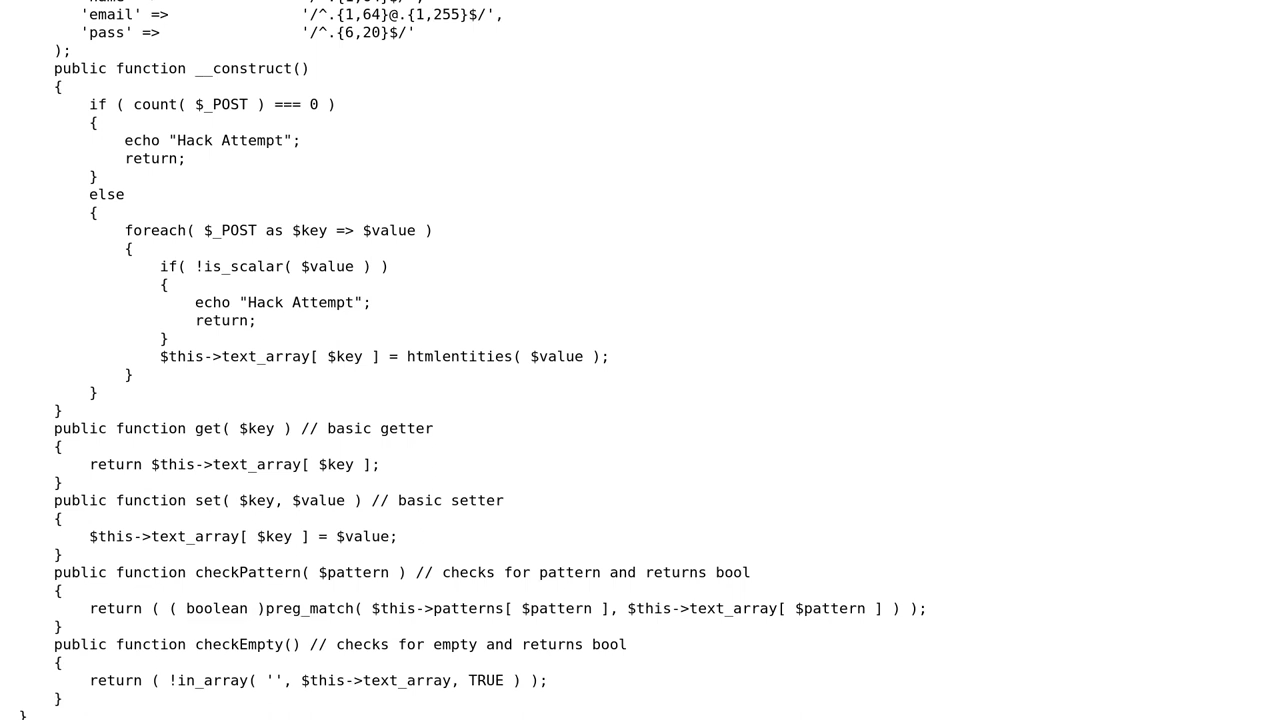 'email' => '/^.{1,64}@.{1,255}$/',
'pass' => '/^.{6,20}$/'
);
public function __construct()
{
if ( count( $_POST ) === 0 )
{
echo "Hack Attempt";
return;
}
else
{
foreach( $_POST as $key => $value )
{
if( !is_scalar( $value ) )
{
echo "Hack Attempt";
return;
}
$this->text_array[ $key ] = htmlentities( $value );
}
}
}
public function get( $key ) // basic getter
{
return $this->text_array[ $key ];
}
public function set( $key, $value ) // basic setter
{
$this->text_array[ $key ] = $value;
}
public function checkPattern( $pattern ) // checks for pattern and returns bool
{
return ( ( boolean )preg_match( $this->patterns[ $pattern ], $this->text_array[ $pattern ] ) );
}
public function checkEmpty() // checks for empty and returns bool
{
return ( !in_array( '', $this->text_array, TRUE ) );
}
}